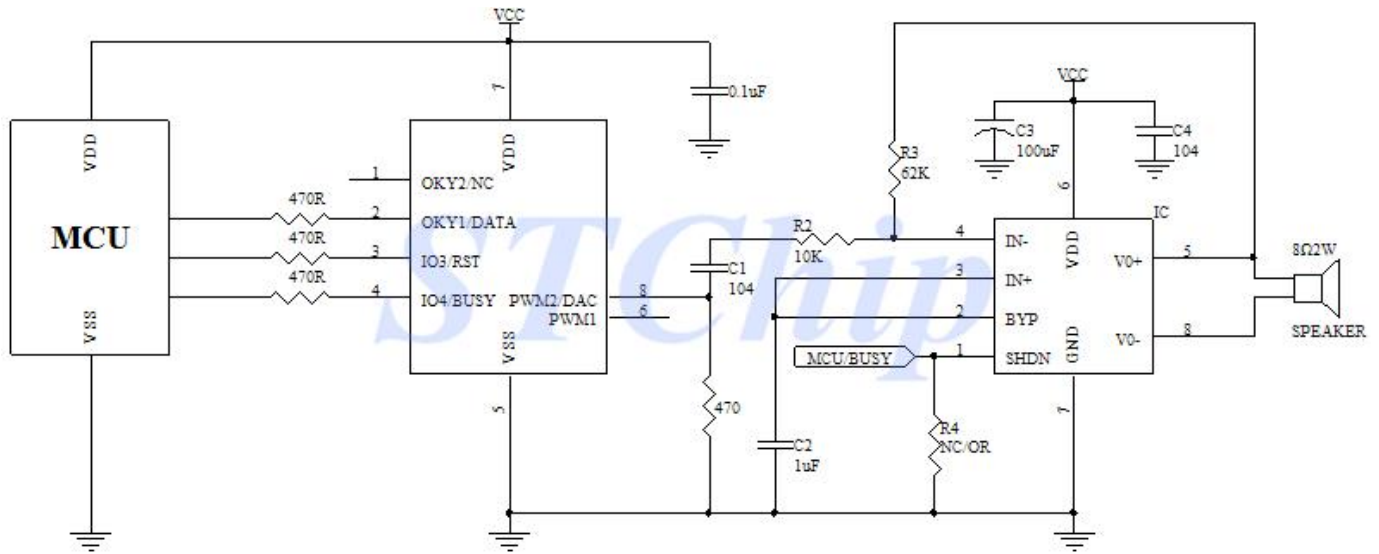 VCC
7
0.1uF
VDD
MCU
VSS
470R
470R
470R
1
2
3
4
OKY2/NC
OKY1/DATA
IO3/RST
IO4/BUSY
VDD
PWM2/DAC
PWM1
VSS
8
6
5
470
C1
104
R2
10K
R3
62K
VCC
C3
100uF
C4
104
6
IC
4
3
2
1
IN-
IN+
BYP
SHDN
VDD
GND
V0+
V0-
5
8
7
8Ω2W
SPEAKER
MCU/BUSY
R4
NC/OR
C2
1uF
STChip